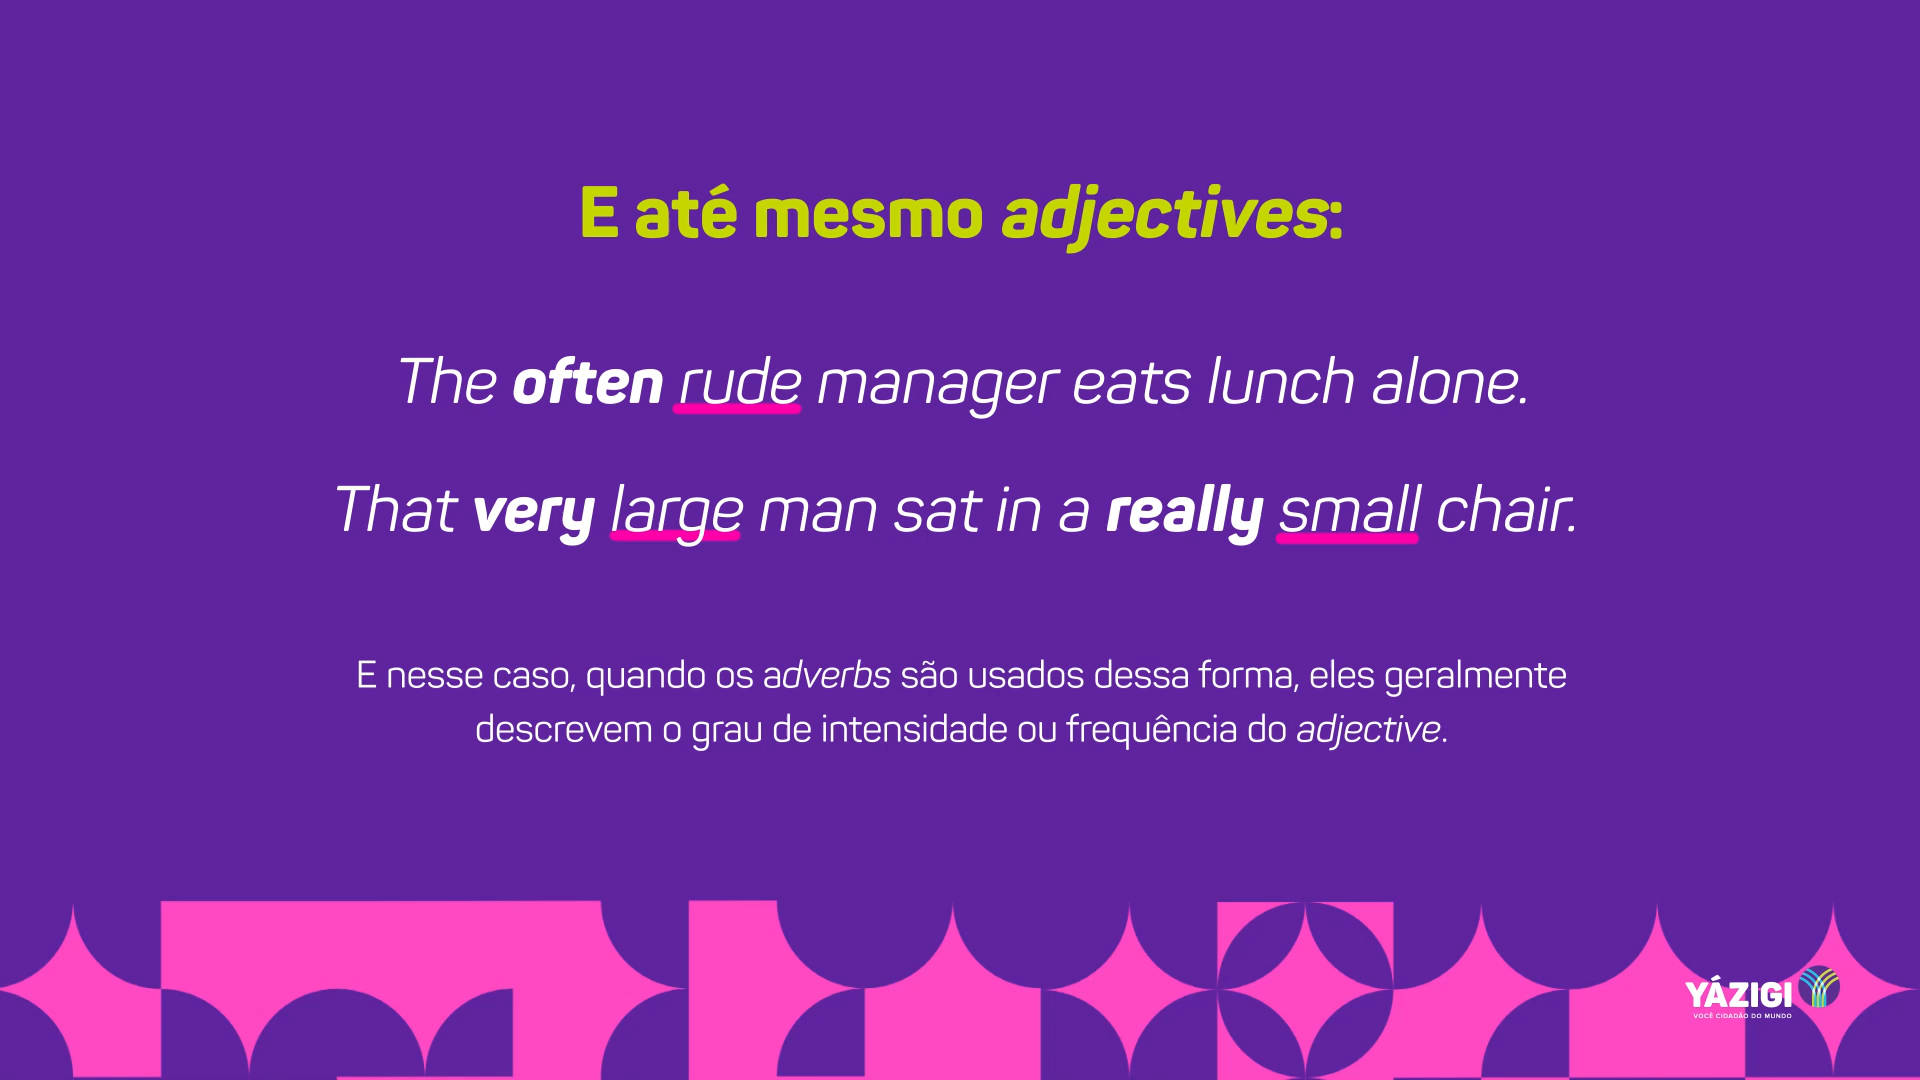 E até mesmo adjectives:
The often rude manager eats lunch alone.
That very large man sat in a really small chair.
E nesse caso, quando os adverbs são usados dessa forma, eles geralmente
descrevem o grau de intensidade ou frequência do adjective.
YÁZIGI
VOCÊ CIDADÃO DO MUNDO